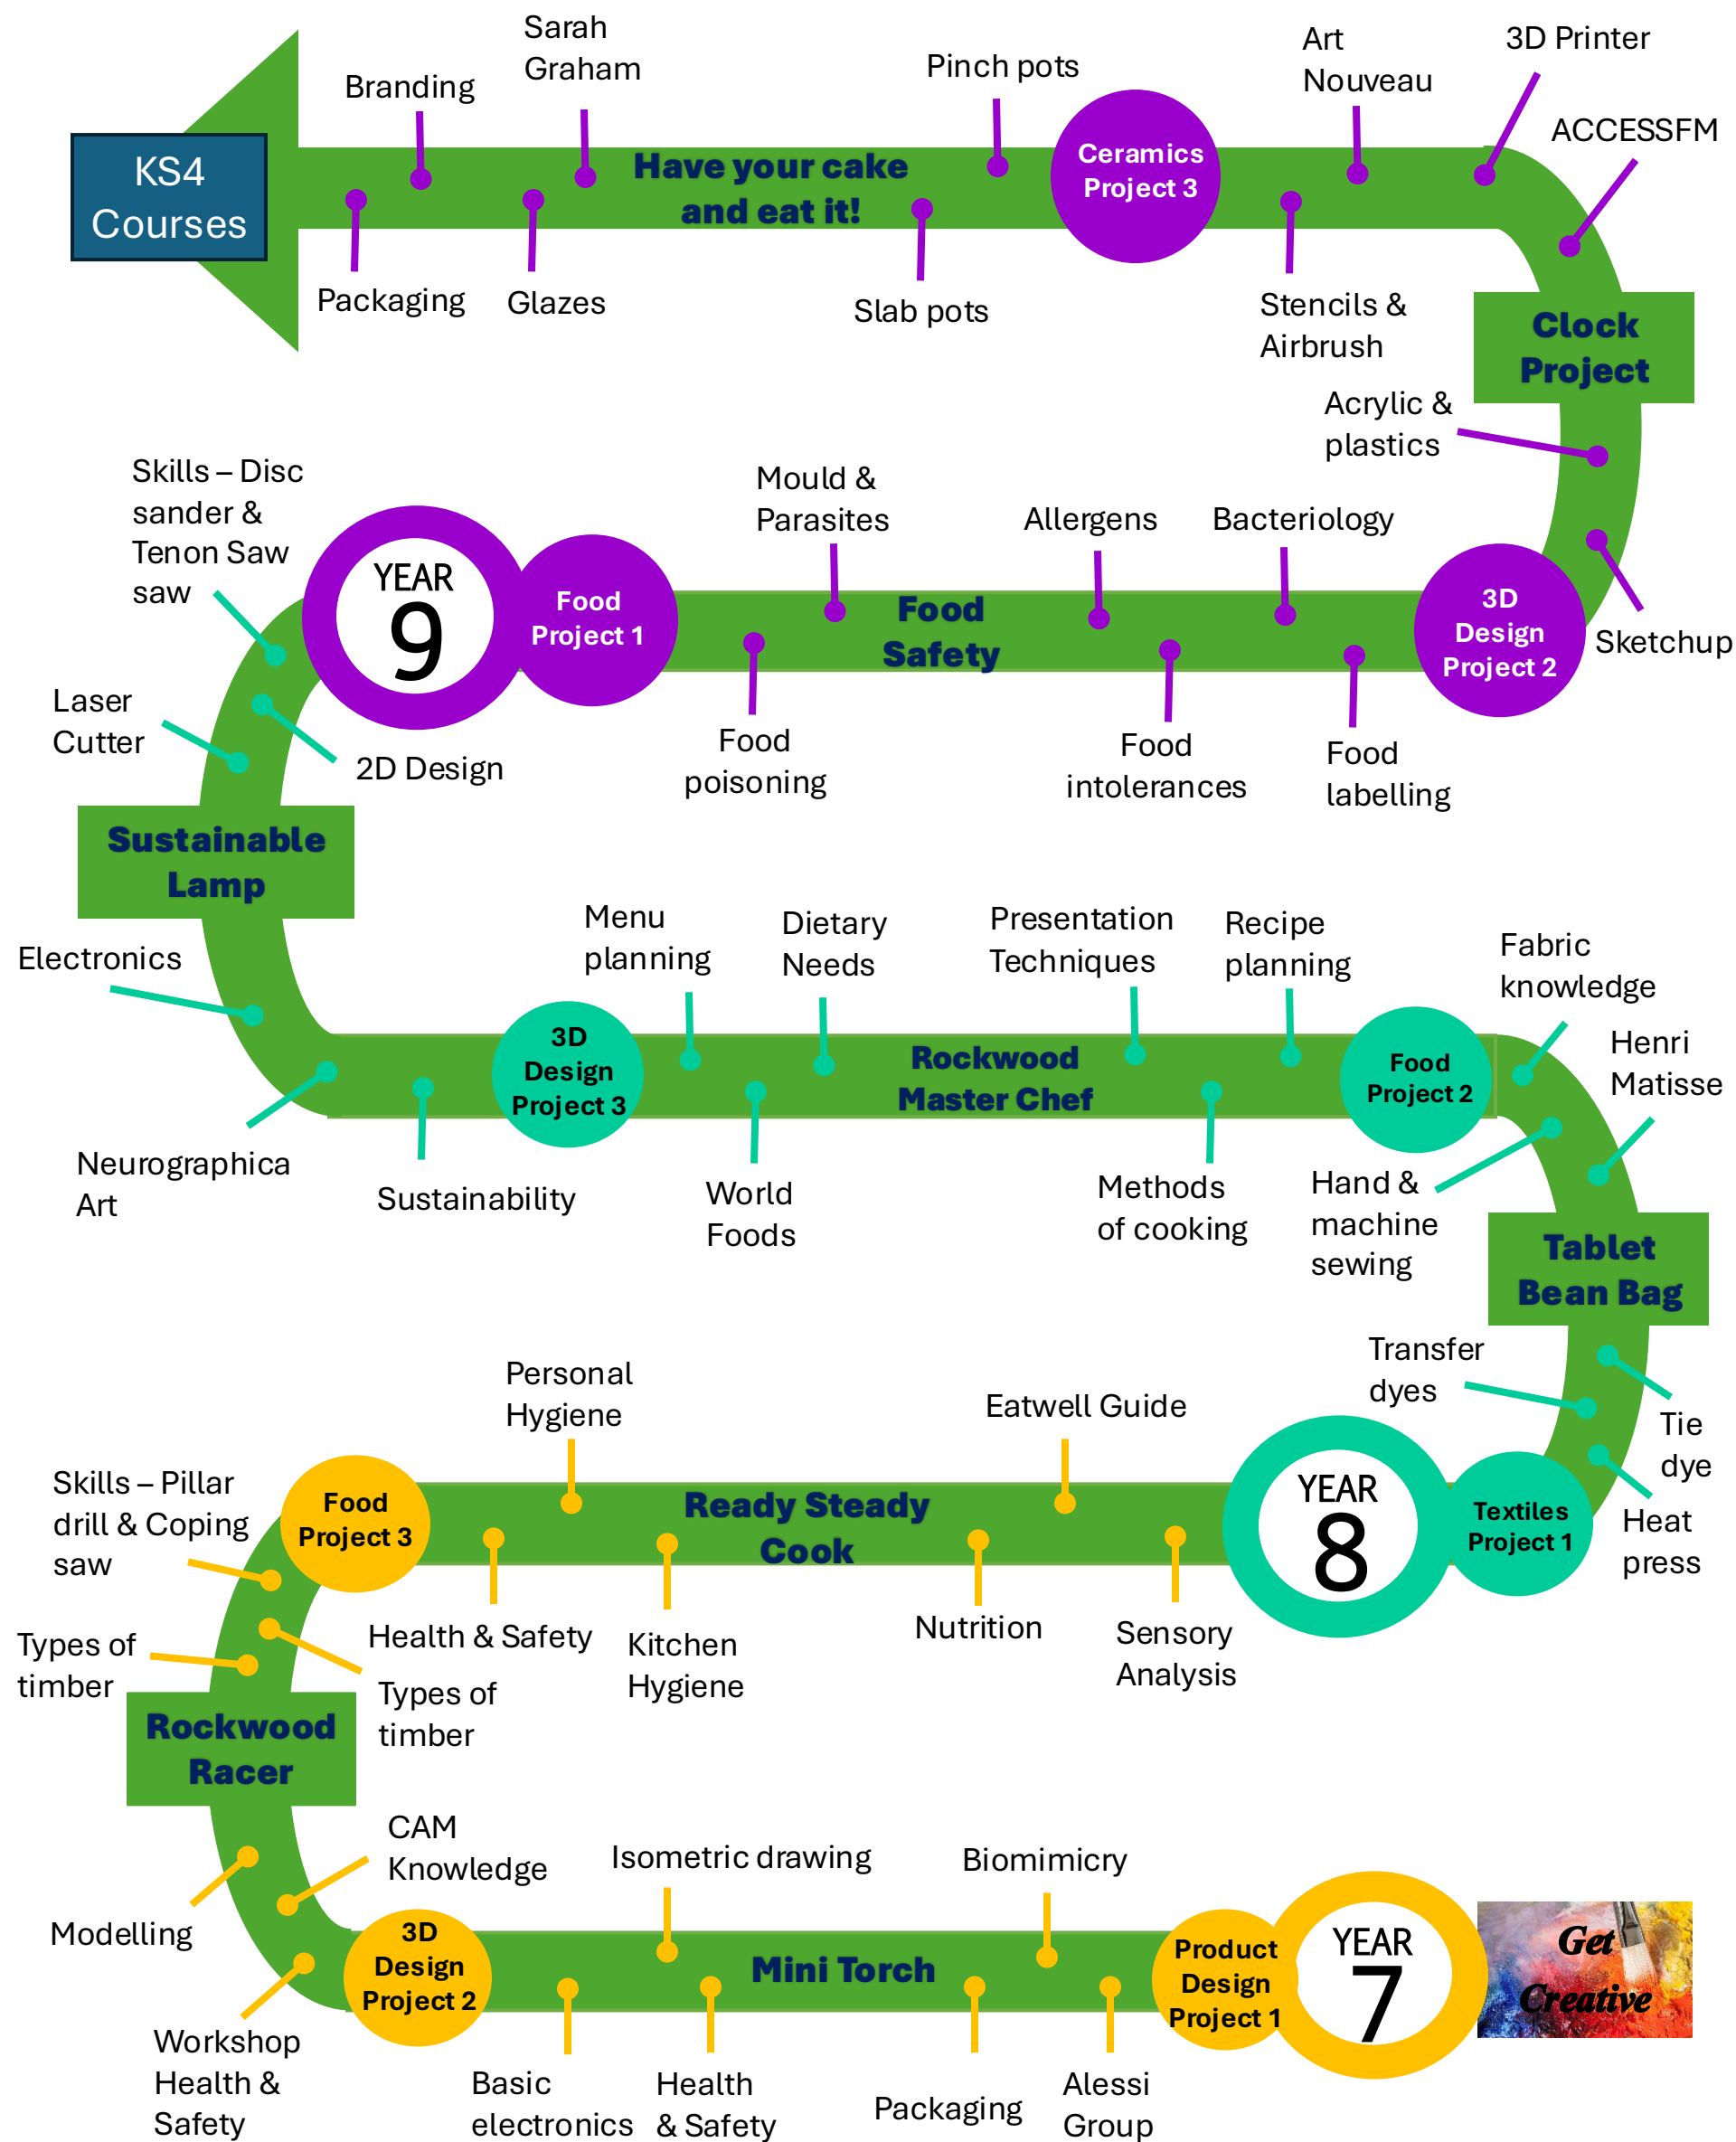 Sarah
Graham
Branding
Pinch pots
Art
Nouveau
3D Printer
ACCESSFM
KS4
Courses
Have your cake
and eat it!
Ceramics
Project 3
Packaging
Glazes
Slab pots
Stencils &
Airbrush
Clock
Project
Acrylic &
plastics
Skills – Disc
sander &
Tenon Saw
saw
Mould &
Parasites
Allergens
Bacteriology
YEAR
9
Food
Project 1
Food
Safety
3D
Design
Project 2
Sketchup
Laser
Cutter
2D Design
Food
poisoning
Food
intolerances
Food
labelling
Sustainable
Lamp
Electronics
Menu
planning
Dietary
Needs
Presentation
Techniques
Recipe
planning
Fabric
knowledge
Henri
Matisse
3D
Design
Project 3
Rockwood
Master Chef
Food
Project 2
Neurographica
Art
Sustainability
World
Foods
Methods
of cooking
Hand &
machine
sewing
Tablet
Bean Bag
Transfer
dyes
Tie
dye
Heat
press
Personal
Hygiene
Eatwell Guide
Skills – Pillar
drill & Coping
saw
Food
Project 3
Ready Steady
Cook
YEAR
8
Textiles
Project 1
Types of
timber
Health & Safety
Kitchen
Hygiene
Nutrition
Sensory
Analysis
Types of
timber
Rockwood
Racer
CAM
Knowledge
Modelling
Isometric drawing
Biomimicry
3D
Design
Project 2
Mini Torch
Product
Design
Project 1
YEAR
7
Get
Creative
Workshop
Health &
Safety
Basic
electronics
Health
& Safety
Packaging
Alessi
Group